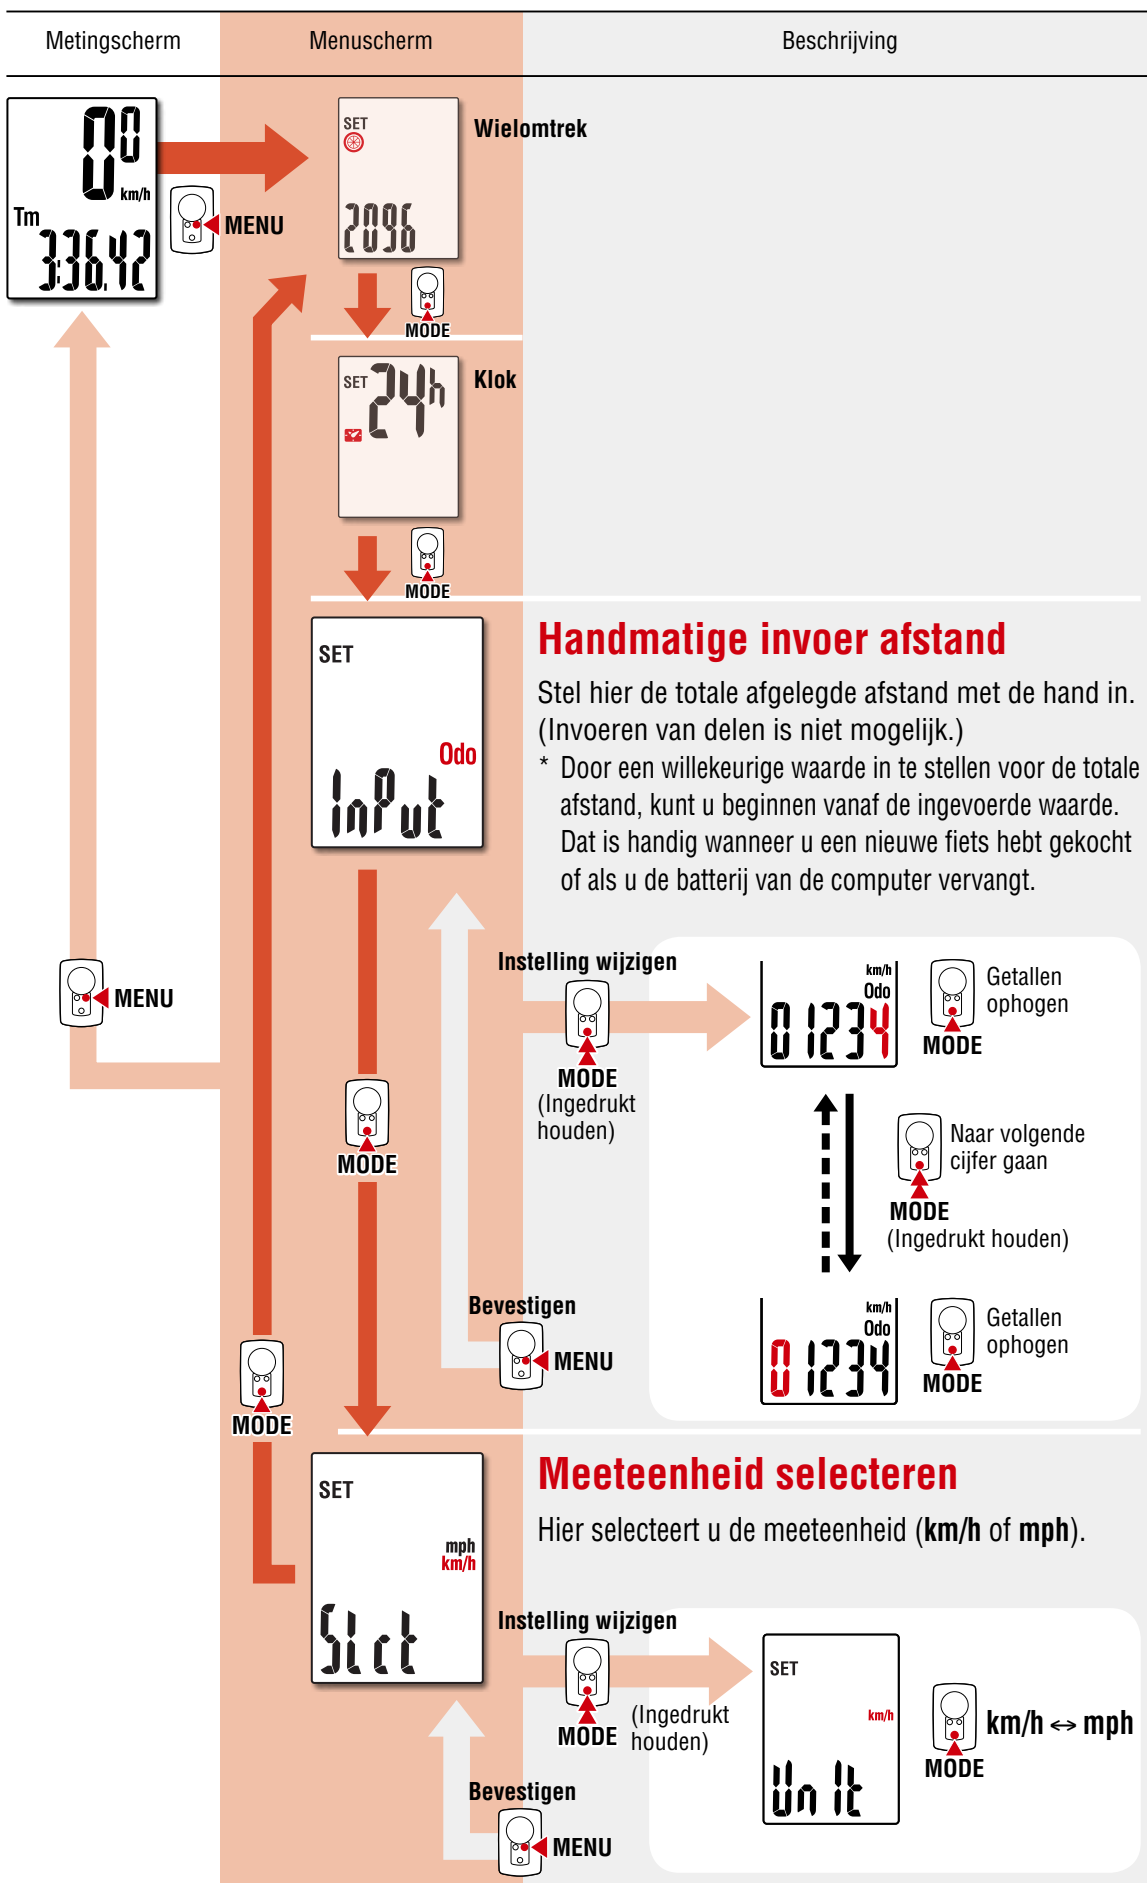 Metingscherm
Menuscherm
Beschrijving
00
km/h
Tm
3:36.42
MENU
SET
2096
Wielomtrek
MODE
SET
24h
Klok
MODE
SET
Odo
InPut
Handmatige invoer afstand
Stel hier de totale afgelegde afstand met de hand in.
(Invoeren van delen is niet mogelijk.)
* Door een willekeurige waarde in te stellen voor de totale
afstand, kunt u beginnen vanaf de ingevoerde waarde.
Dat is handig wanneer u een nieuwe fiets hebt gekocht
of als u de batterij van de computer vervangt.
MENU
MODE
Instelling wijzigen
MODE
(Ingedrukt
houden)
km/h
Odo
01234
Getallen
ophogen
MODE
Naar volgende
cijfer gaan
MODE
(Ingedrukt houden)
Bevestigen
MENU
km/h
Odo
01234
Getallen
ophogen
MODE
MODE
SET
mph
km/h
Slct
Meeteenheid selecteren
Hier selecteert u de meeteenheid (km/h of mph).
Instelling wijzigen
MODE
(Ingedrukt
houden)
SET
km/h
Unit
km/h ↔ mph
MODE
Bevestigen
MENU